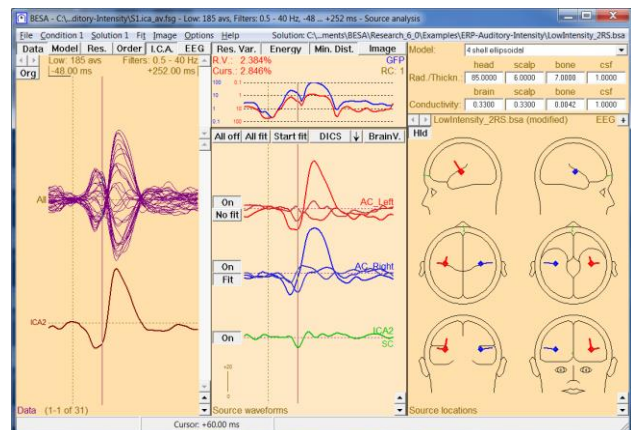 BESA - C:\..ditory-Intensity\S1.ica_av.fsg - Low: 185 avs, Filters: 0.5 - 40 Hz, -48 ... +252 ms - Source analysis
File Condition 1 Solution 1 Fit Image Options Help Solution: C:\...ments\BESA\Research_6_0\Examples\ERP-Auditory-Intensity\LowIntensity_2RS.bsa
Data Model Res. Order I.C.A. EEG Res. Var. Energy Min. Dist. Image Model: 4 shell ellipsoidal
Org Low: 185 avs Filters: 0.5 - 40 Hz
-48.00 ms +252.00 ms
R.V.: 2.384% GFP
Curs.: 2.846% RC: 1
head scalp bone csf
Rad./Thickn.: 85.0000 6.0000 7.0000 1.0000
brain scalp bone csf
Conductivity: 0.3300 0.3300 0.0042 1.0000
LowIntensity_2RS.bsa (modified) EEG +
All off All fit Start fit DICS BrainV. Hld
All
On AC_Left
No fit
On AC_Right
Fit
ICA2
On ICA2
SC
Data (1-1 of 31) Source waveforms Source locations
Cursor: +60.00 ms